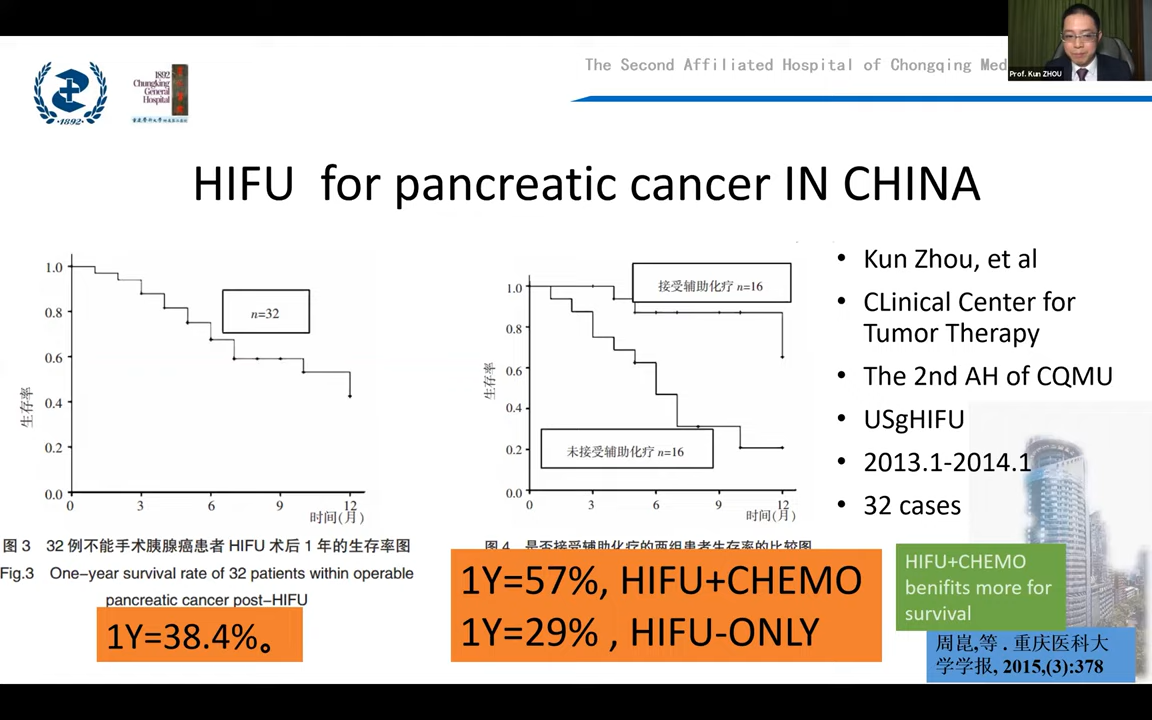 The Second Affiliated Hospital of Chongqing Med
Prof. Kun ZHOU
1892
Chungking
General
Hospital
1892
HIFU for pancreatic cancer IN CHINA
1.0
0.8
0.6
0.4
0.2
0.0
生存率
n=32
0 3 6 9 12
时间(月)
图 3 32 例不能手术胰腺癌患者 HIFU 术后 1 年的生存率图
Fig.3 One-year survival rate of 32 patients within operable
pancreatic cancer post-HIFU
1Y=38.4%。
1.0
0.8
0.6
0.4
0.2
0.0
生存率
接受辅助化疗 n=16
未接受辅助化疗 n=16
0 3 6 9 12
时间(月)
图 4 是否接受辅助化疗的两组患者生存率的比较图
1Y=57%, HIFU+CHEMO
1Y=29% , HIFU-ONLY
• Kun Zhou, et al
• CLinical Center for
Tumor Therapy
• The 2nd AH of CQMU
• USgHIFU
• 2013.1-2014.1
• 32 cases
HIFU+CHEMO
benifits more for
survival
周崑,等 . 重庆医科大
学学报, 2015,(3):378